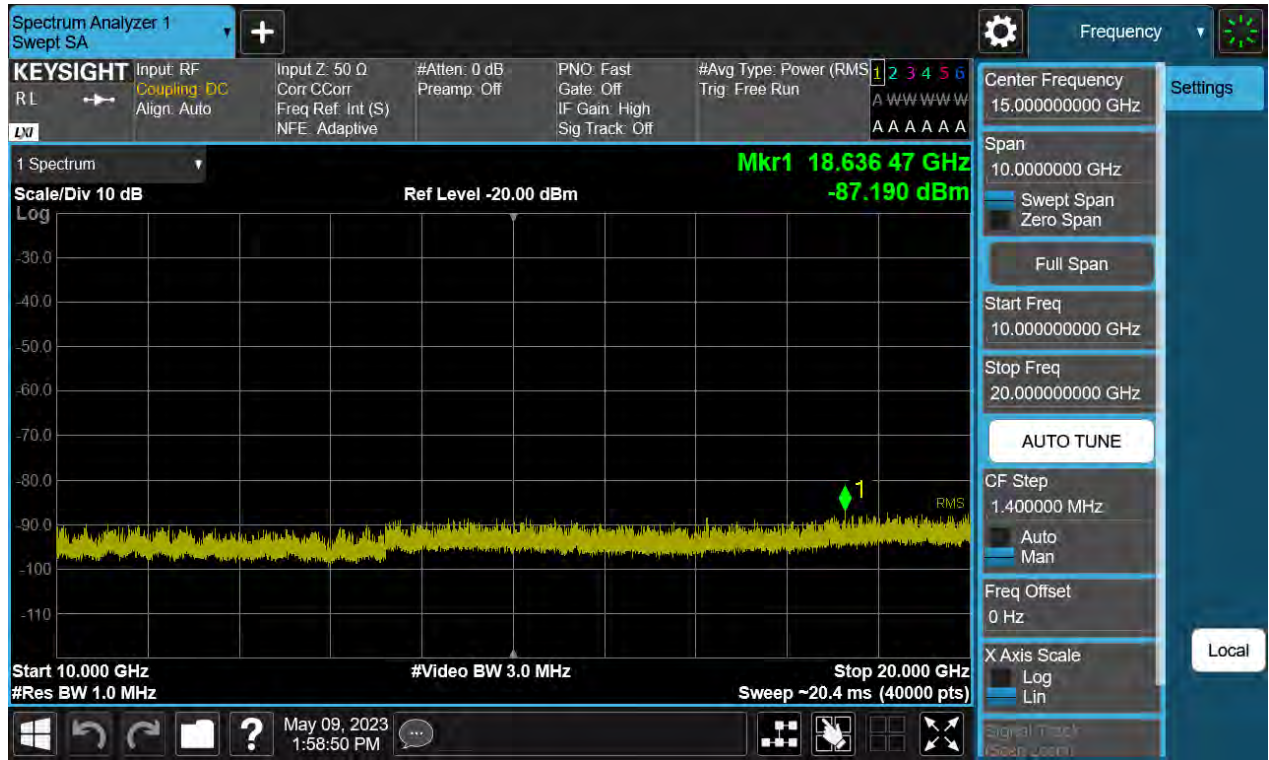 Spectrum Analyzer 1
Swept SA
+
Frequency
KEYSIGHT
RL
LXI
Input: RF
Coupling: DC
Align: Auto
Input Z: 50 Ω
Corr CCorr
Freq Ref: Int (S)
NFE: Adaptive
#Atten: 0 dB
Preamp: Off
PNO: Fast
Gate: Off
IF Gain: High
Sig Track: Off
#Avg Type: Power (RMS
Trig: Free Run
1 2 3 4 5 6
A W W W W W
A A A A A A
1 Spectrum
Mkr1 18.636 47 GHz
-87.190 dBm
Scale/Div 10 dB
Ref Level -20.00 dBm
Log
-30.0
-40.0
-50.0
-60.0
-70.0
-80.0
-90.0
-100
-110
1
RMS
Start 10.000 GHz
#Video BW 3.0 MHz
Stop 20.000 GHz
#Res BW 1.0 MHz
Sweep ~20.4 ms (40000 pts)
Center Frequency
15.000000000 GHz
Settings
Span
10.0000000 GHz
Swept Span
Zero Span
Full Span
Start Freq
10.000000000 GHz
Stop Freq
20.000000000 GHz
AUTO TUNE
CF Step
1.400000 MHz
Auto
Man
Freq Offset
0 Hz
X Axis Scale
Log
Lin
Local
Signal Track
(Span Zoom)
?
May 09, 2023
1:58:50 PM